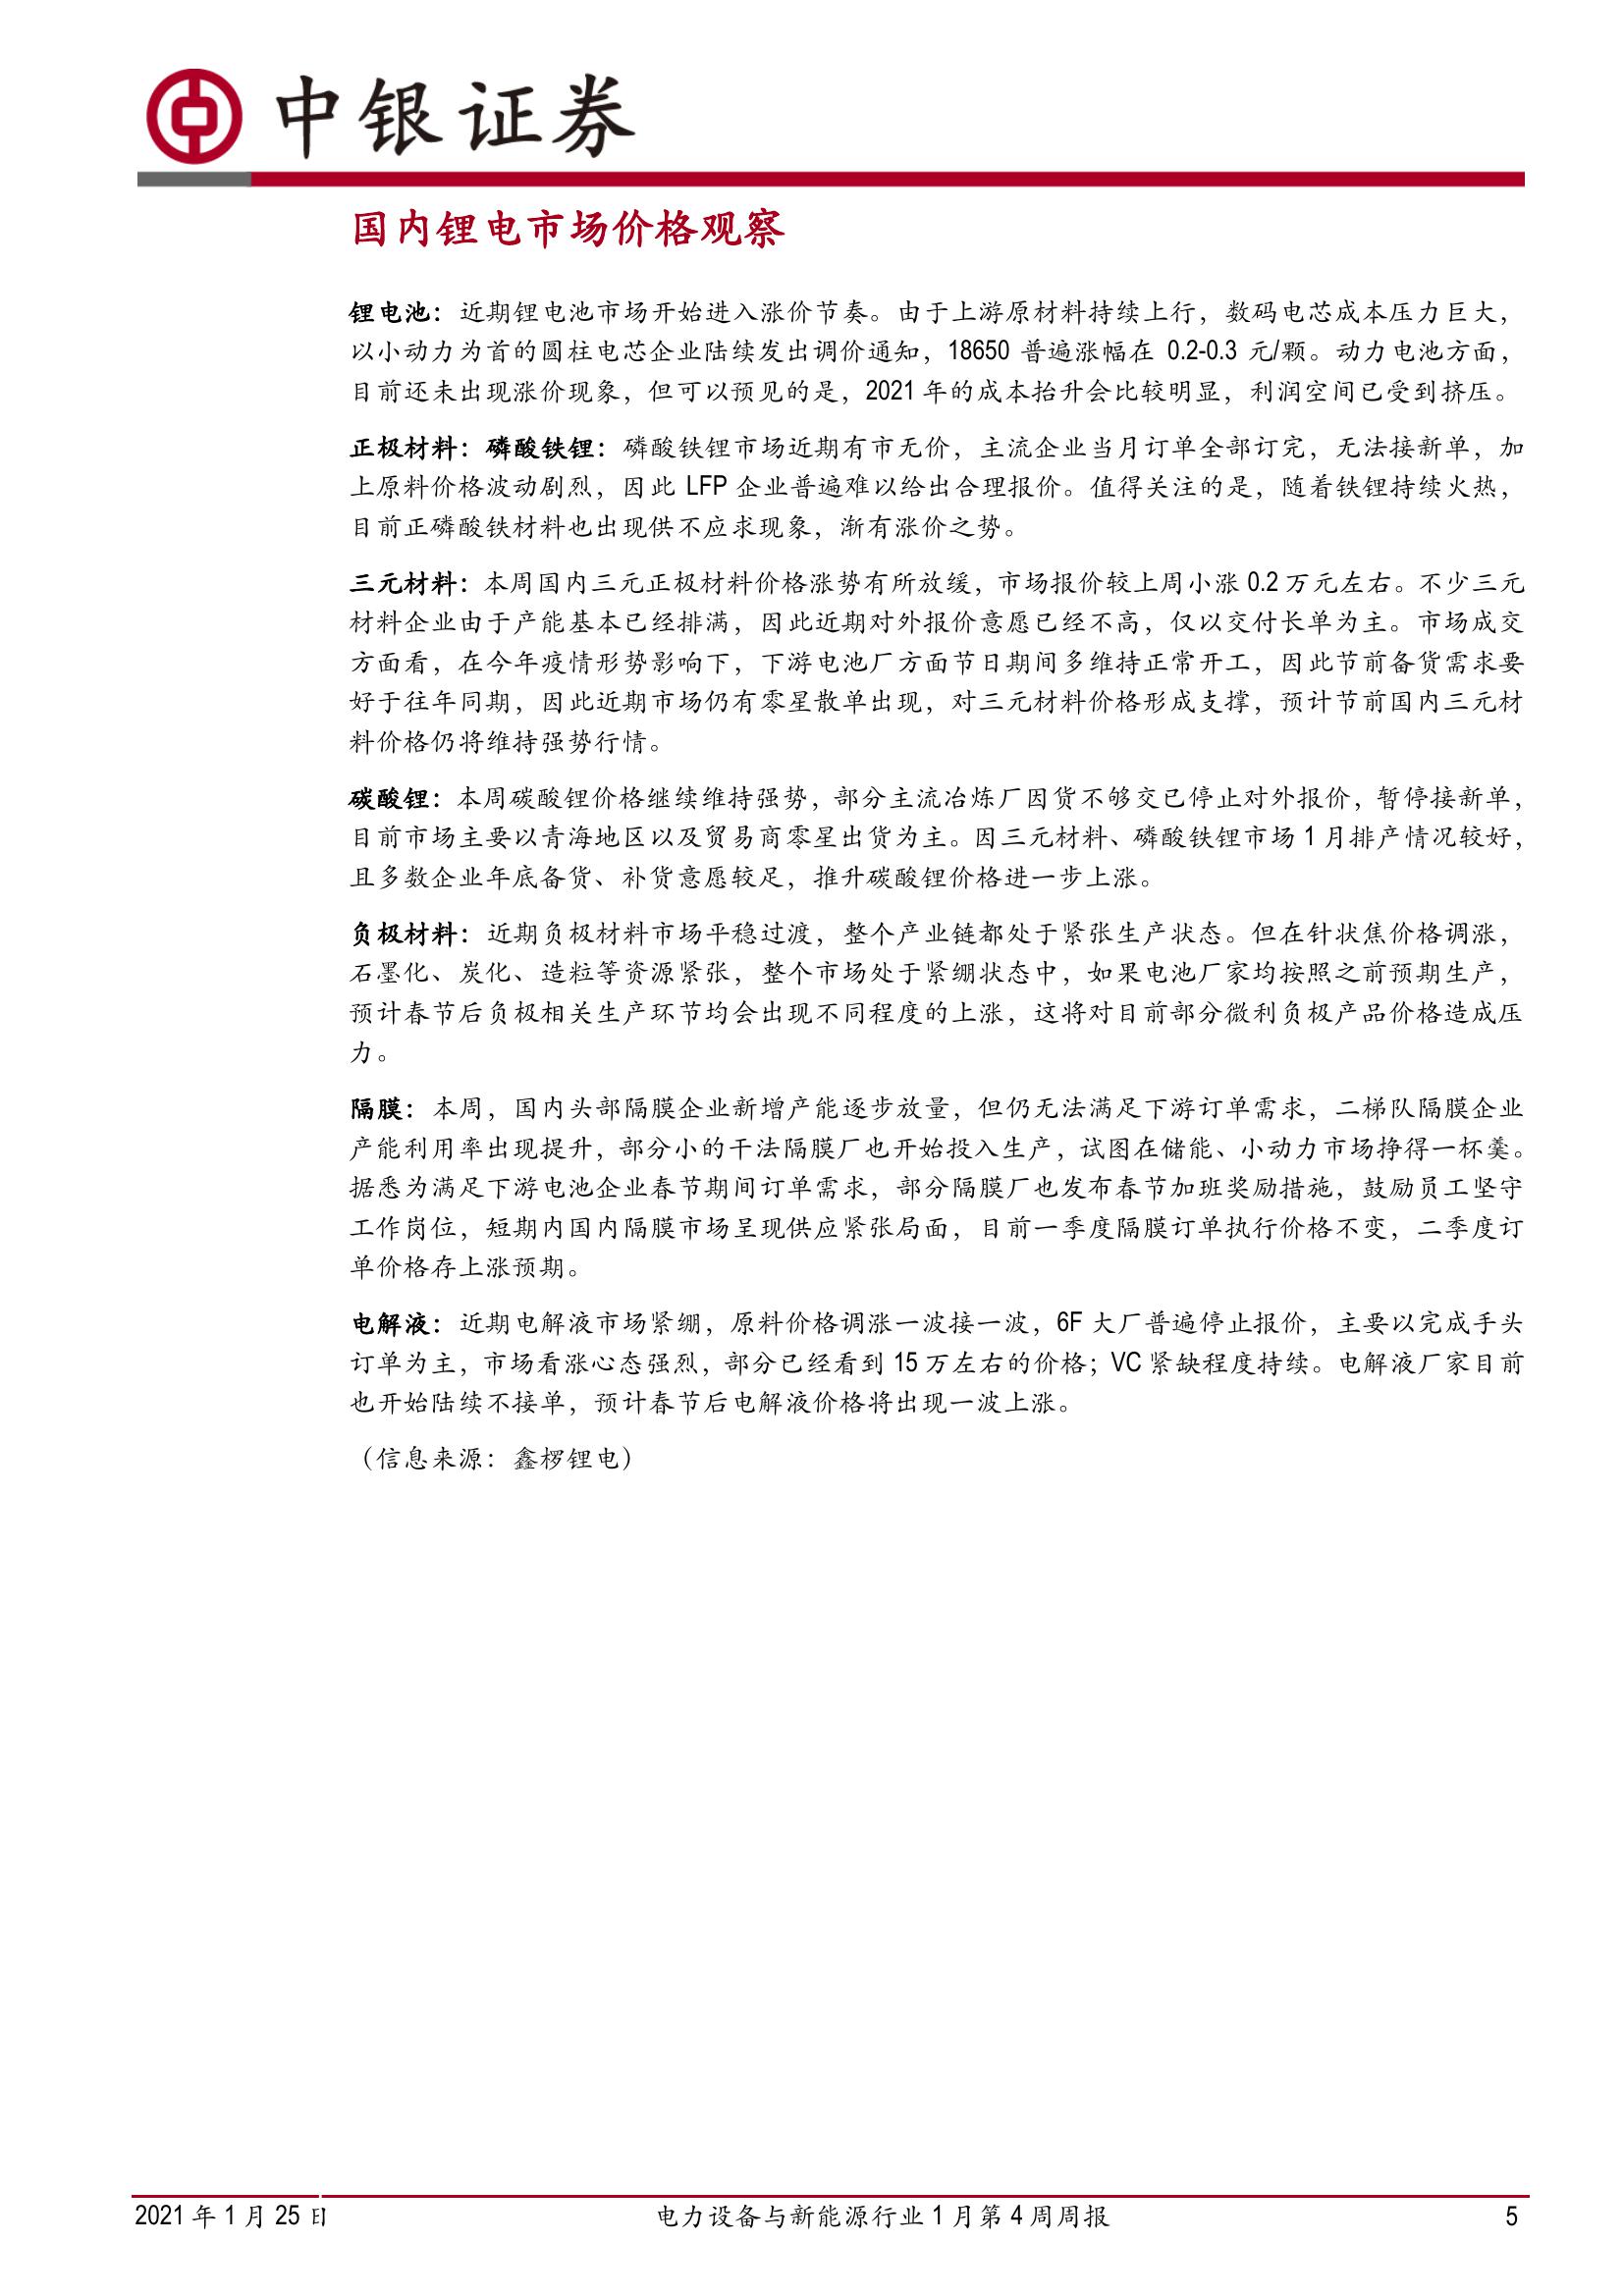 中银证券
国内锂电市场价格观察
锂电池：近期锂电池市场开始进入涨价节奏。由于上游原材料持续上行，数码电芯成本压力巨大，
以小动力为首的圆柱电芯企业陆续发出调价通知，18650 普遍涨幅在 0.2-0.3 元/颗。动力电池方面，
目前还未出现涨价现象，但可以预见的是，2021 年的成本抬升会比较明显，利润空间已受到挤压。
正极材料：磷酸铁锂：磷酸铁锂市场近期有市无价，主流企业当月订单全部订完，无法接新单，加
上原料价格波动剧烈，因此 LFP 企业普遍难以给出合理报价。值得关注的是，随着铁锂持续火热，
目前正磷酸铁材料也出现供不应求现象，渐有涨价之势。
三元材料：本周国内三元正极材料价格涨势有所放缓，市场报价较上周小涨 0.2 万元左右。不少三元
材料企业由于产能基本已经排满，因此近期对外报价意愿已经不高，仅以交付长单为主。市场成交
方面看，在今年疫情形势影响下，下游电池厂方面节日期间多维持正常开工，因此节前备货需求要
好于往年同期，因此近期市场仍有零星散单出现，对三元材料价格形成支撑，预计节前国内三元材
料价格仍将维持强势行情。
碳酸锂：本周碳酸锂价格继续维持强势，部分主流冶炼厂因货不够交已停止对外报价，暂停接新单，
目前市场主要以青海地区以及贸易商零星出货为主。因三元材料、磷酸铁锂市场 1 月排产情况较好，
且多数企业年底备货、补货意愿较足，推升碳酸锂价格进一步上涨。
负极材料：近期负极材料市场平稳过渡，整个产业链都处于紧张生产状态。但在针状焦价格调涨，
石墨化、炭化、造粒等资源紧张，整个市场处于紧绷状态中，如果电池厂家均按照之前预期生产，
预计春节后负极相关生产环节均会出现不同程度的上涨，这将对目前部分微利负极产品价格造成压
力。
隔膜：本周，国内头部隔膜企业新增产能逐步放量，但仍无法满足下游订单需求，二梯队隔膜企业
产能利用率出现提升，部分小的干法隔膜厂也开始投入生产，试图在储能、小动力市场挣得一杯羹。
据悉为满足下游电池企业春节期间订单需求，部分隔膜厂也发布春节加班奖励措施，鼓励员工坚守
工作岗位，短期内国内隔膜市场呈现供应紧张局面，目前一季度隔膜订单执行价格不变，二季度订
单价格存上涨预期。
电解液：近期电解液市场紧绷，原料价格调涨一波接一波，6F 大厂普遍停止报价，主要以完成手头
订单为主，市场看涨心态强烈，部分已经看到 15 万左右的价格；VC 紧缺程度持续。电解液厂家目前
也开始陆续不接单，预计春节后电解液价格将出现一波上涨。
（信息来源：鑫椤锂电）
2021 年 1 月 25 日 电力设备与新能源行业 1 月第 4 周周报 5